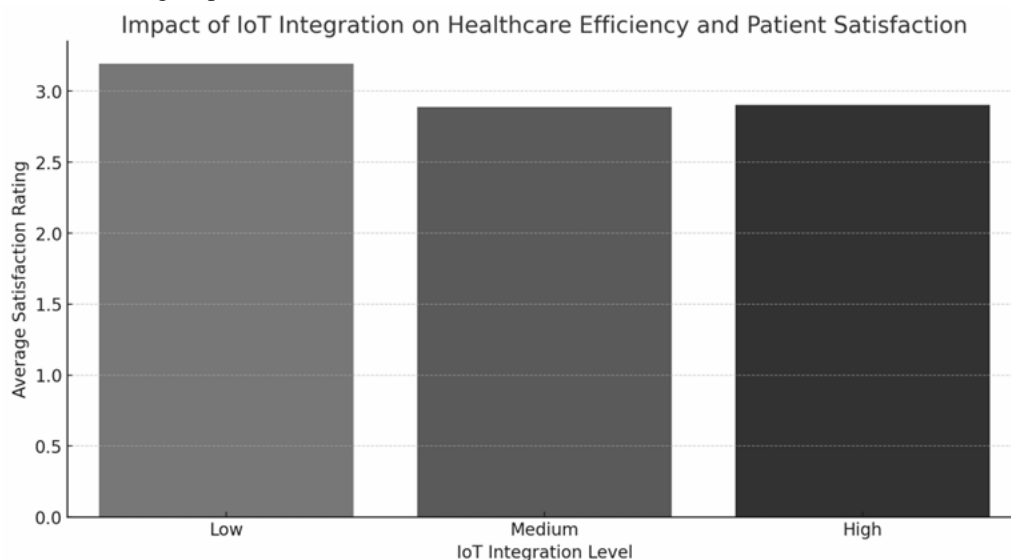 Impact of IoT Integration on Healthcare Efficiency and Patient Satisfaction
Average Satisfaction Rating
3.0
2.5
2.0
1.5
1.0
0.5
0.0
Low Medium High
IoT Integration Level